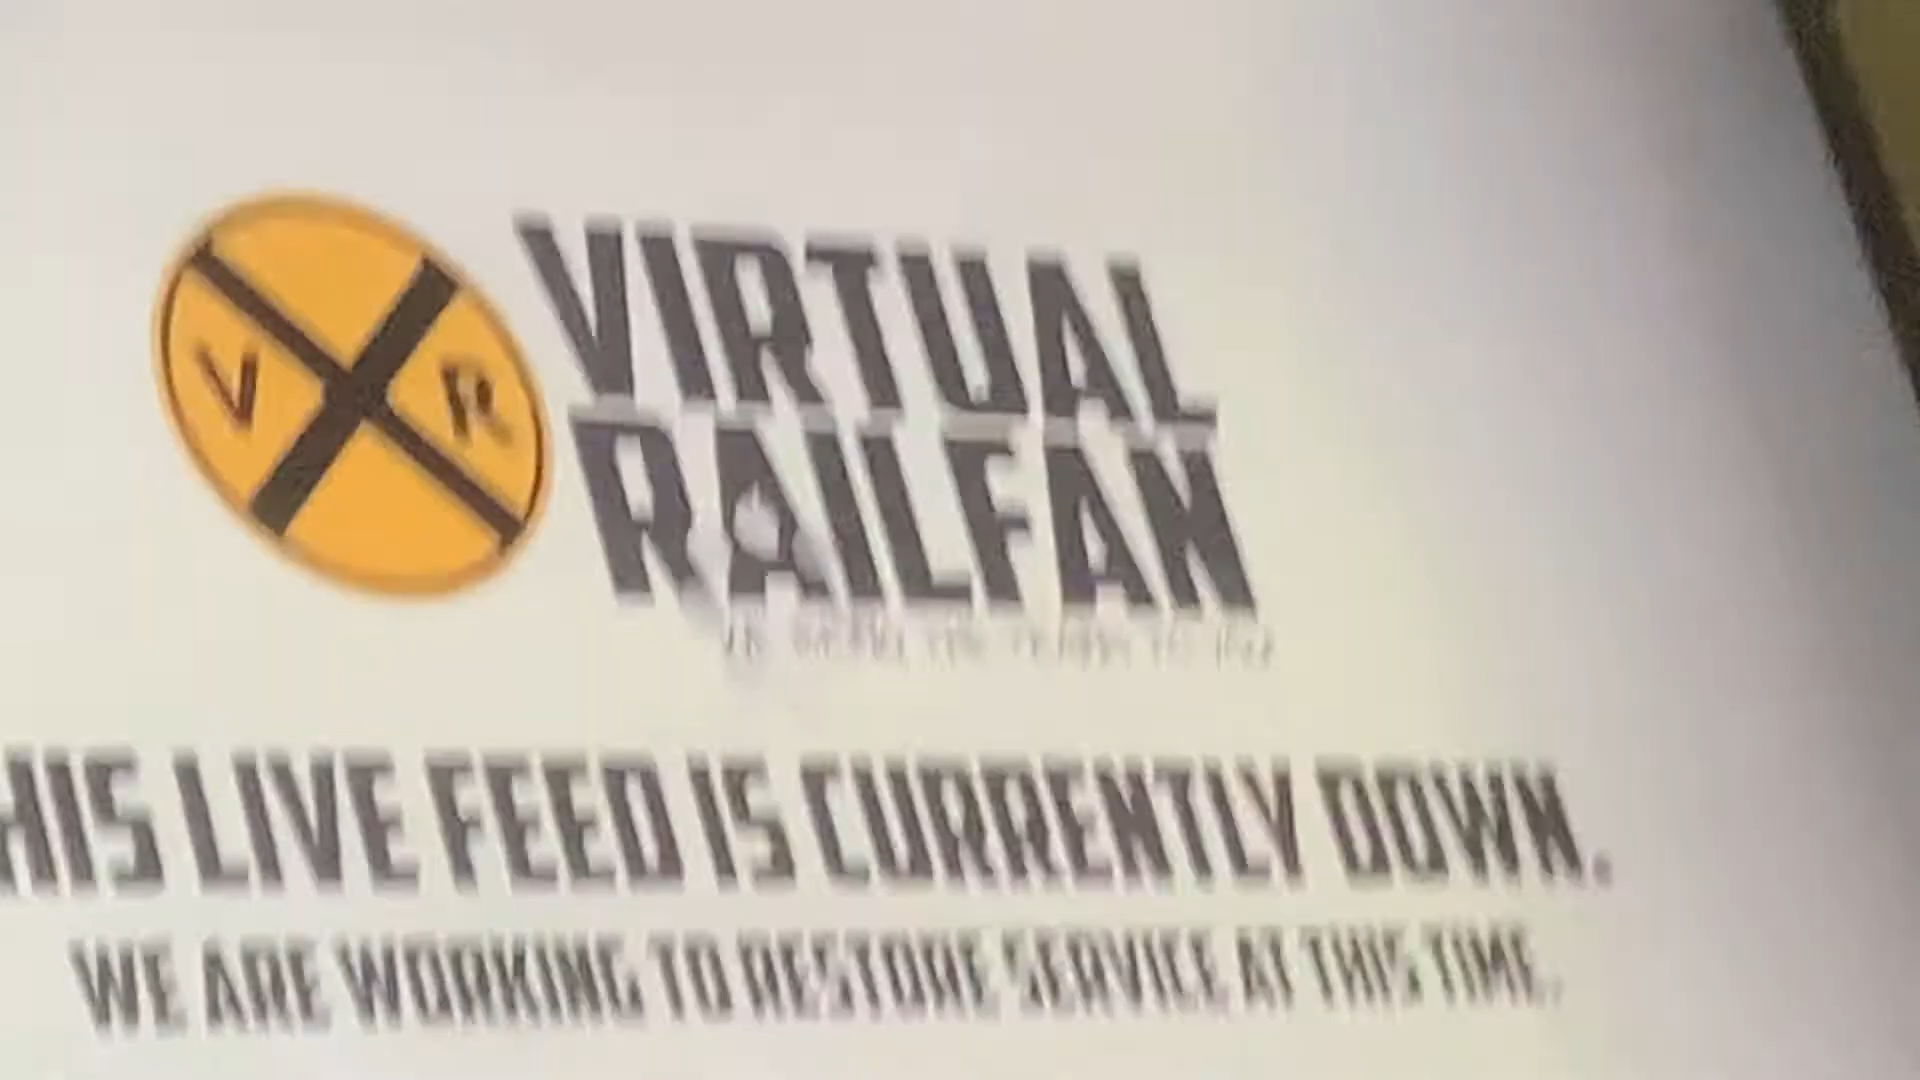 V R
VIRTUAL
RAILFAN
HIS LIVE FEED IS CURRENTLY DOWN.
WE ARE WORKING TO RESTORE SERVICE AT THIS TIME.